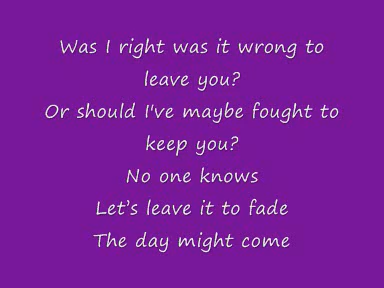 Was I right was it wrong to
leave you?
Or should I've maybe fought to
keep you?
No one knows
Let’s leave it to fade
The day might come